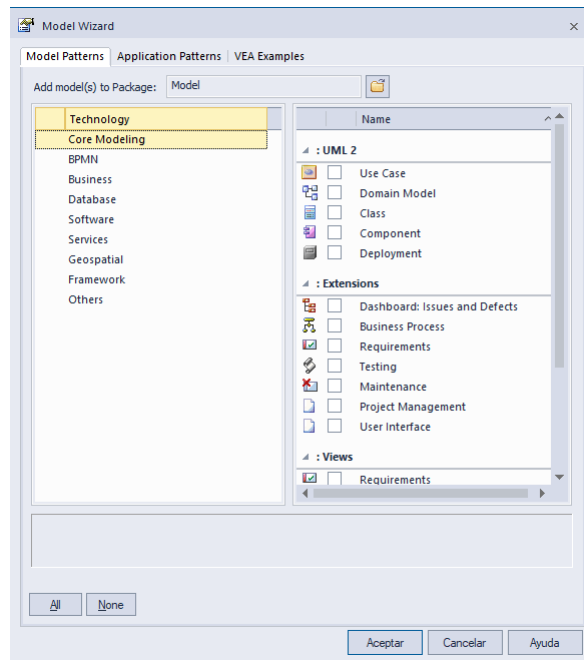 Model Wizard
Model Patterns Application Patterns VEA Examples
Add model(s) to Package: Model
Technology
Core Modeling
BPMN
Business
Database
Software
Services
Geospatial
Framework
Others
Name
: UML 2
Use Case
Domain Model
Class
Component
Deployment
: Extensions
Dashboard: Issues and Defects
Business Process
Requirements
Testing
Maintenance
Project Management
User Interface
: Views
Requirements
All None
Aceptar Cancelar Ayuda